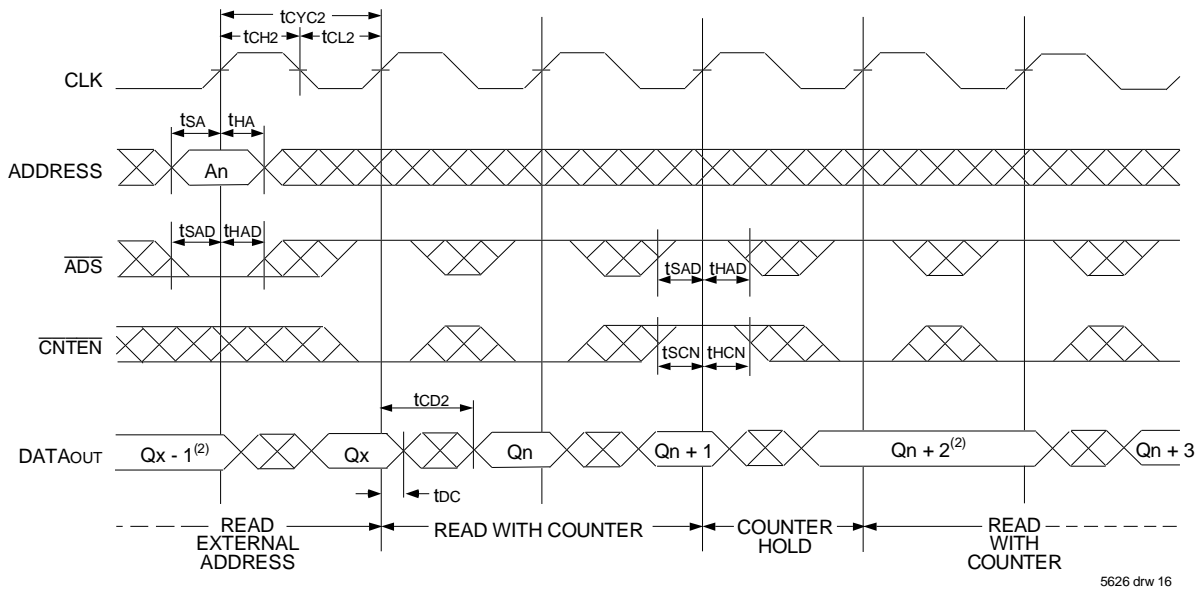 tCYC2
tCH2 tCL2
CLK
tSA tHA
ADDRESS An
tSAD tHAD
ADS
tSAD tHAD
CNTEN
tSCN tHCN
tCD2
DATAOUT Qx - 1(2) Qx Qn Qn + 1 Qn + 2(2) Qn + 3
tDC
READ EXTERNAL ADDRESS
READ WITH COUNTER
COUNTER HOLD
READ WITH COUNTER
5626 drw 16